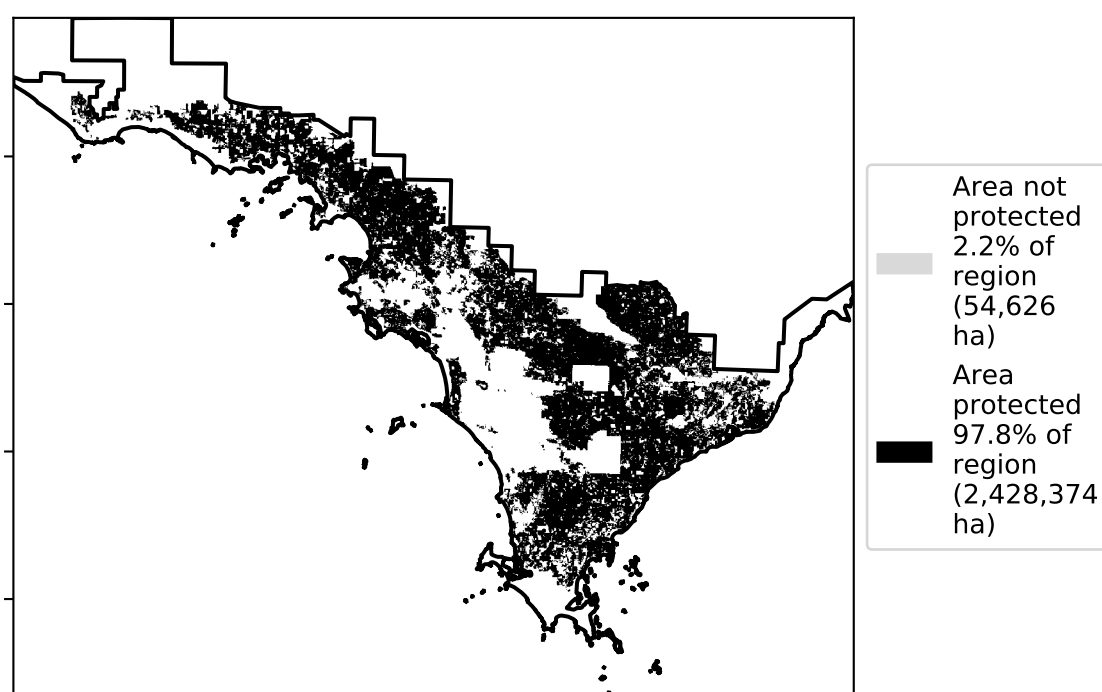 Area not
protected
2.2% of
region
(54,626
ha)
Area
protected
97.8% of
region
(2,428,374
ha)